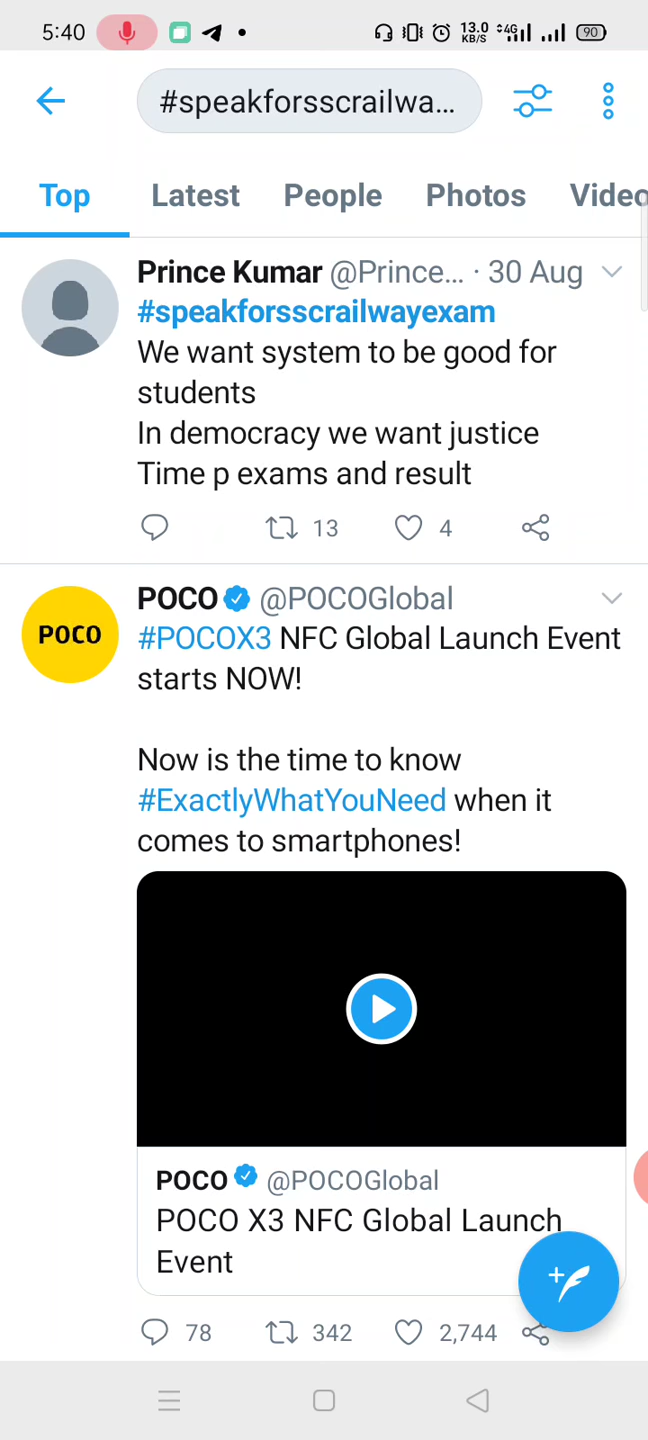 5:40 13.0 KB/S 4G 90
#speakforsscrailwa...
Top Latest People Photos Video
Prince Kumar @Prince... · 30 Aug
#speakforsscrailwayexam
We want system to be good for
students
In democracy we want justice
Time p exams and result
13 4
POCO @POCOGlobal
POCO
#POCOX3 NFC Global Launch Event
starts NOW!
Now is the time to know
#ExactlyWhatYouNeed when it
comes to smartphones!
POCO @POCOGlobal
POCO X3 NFC Global Launch
Event
78 342 2,744